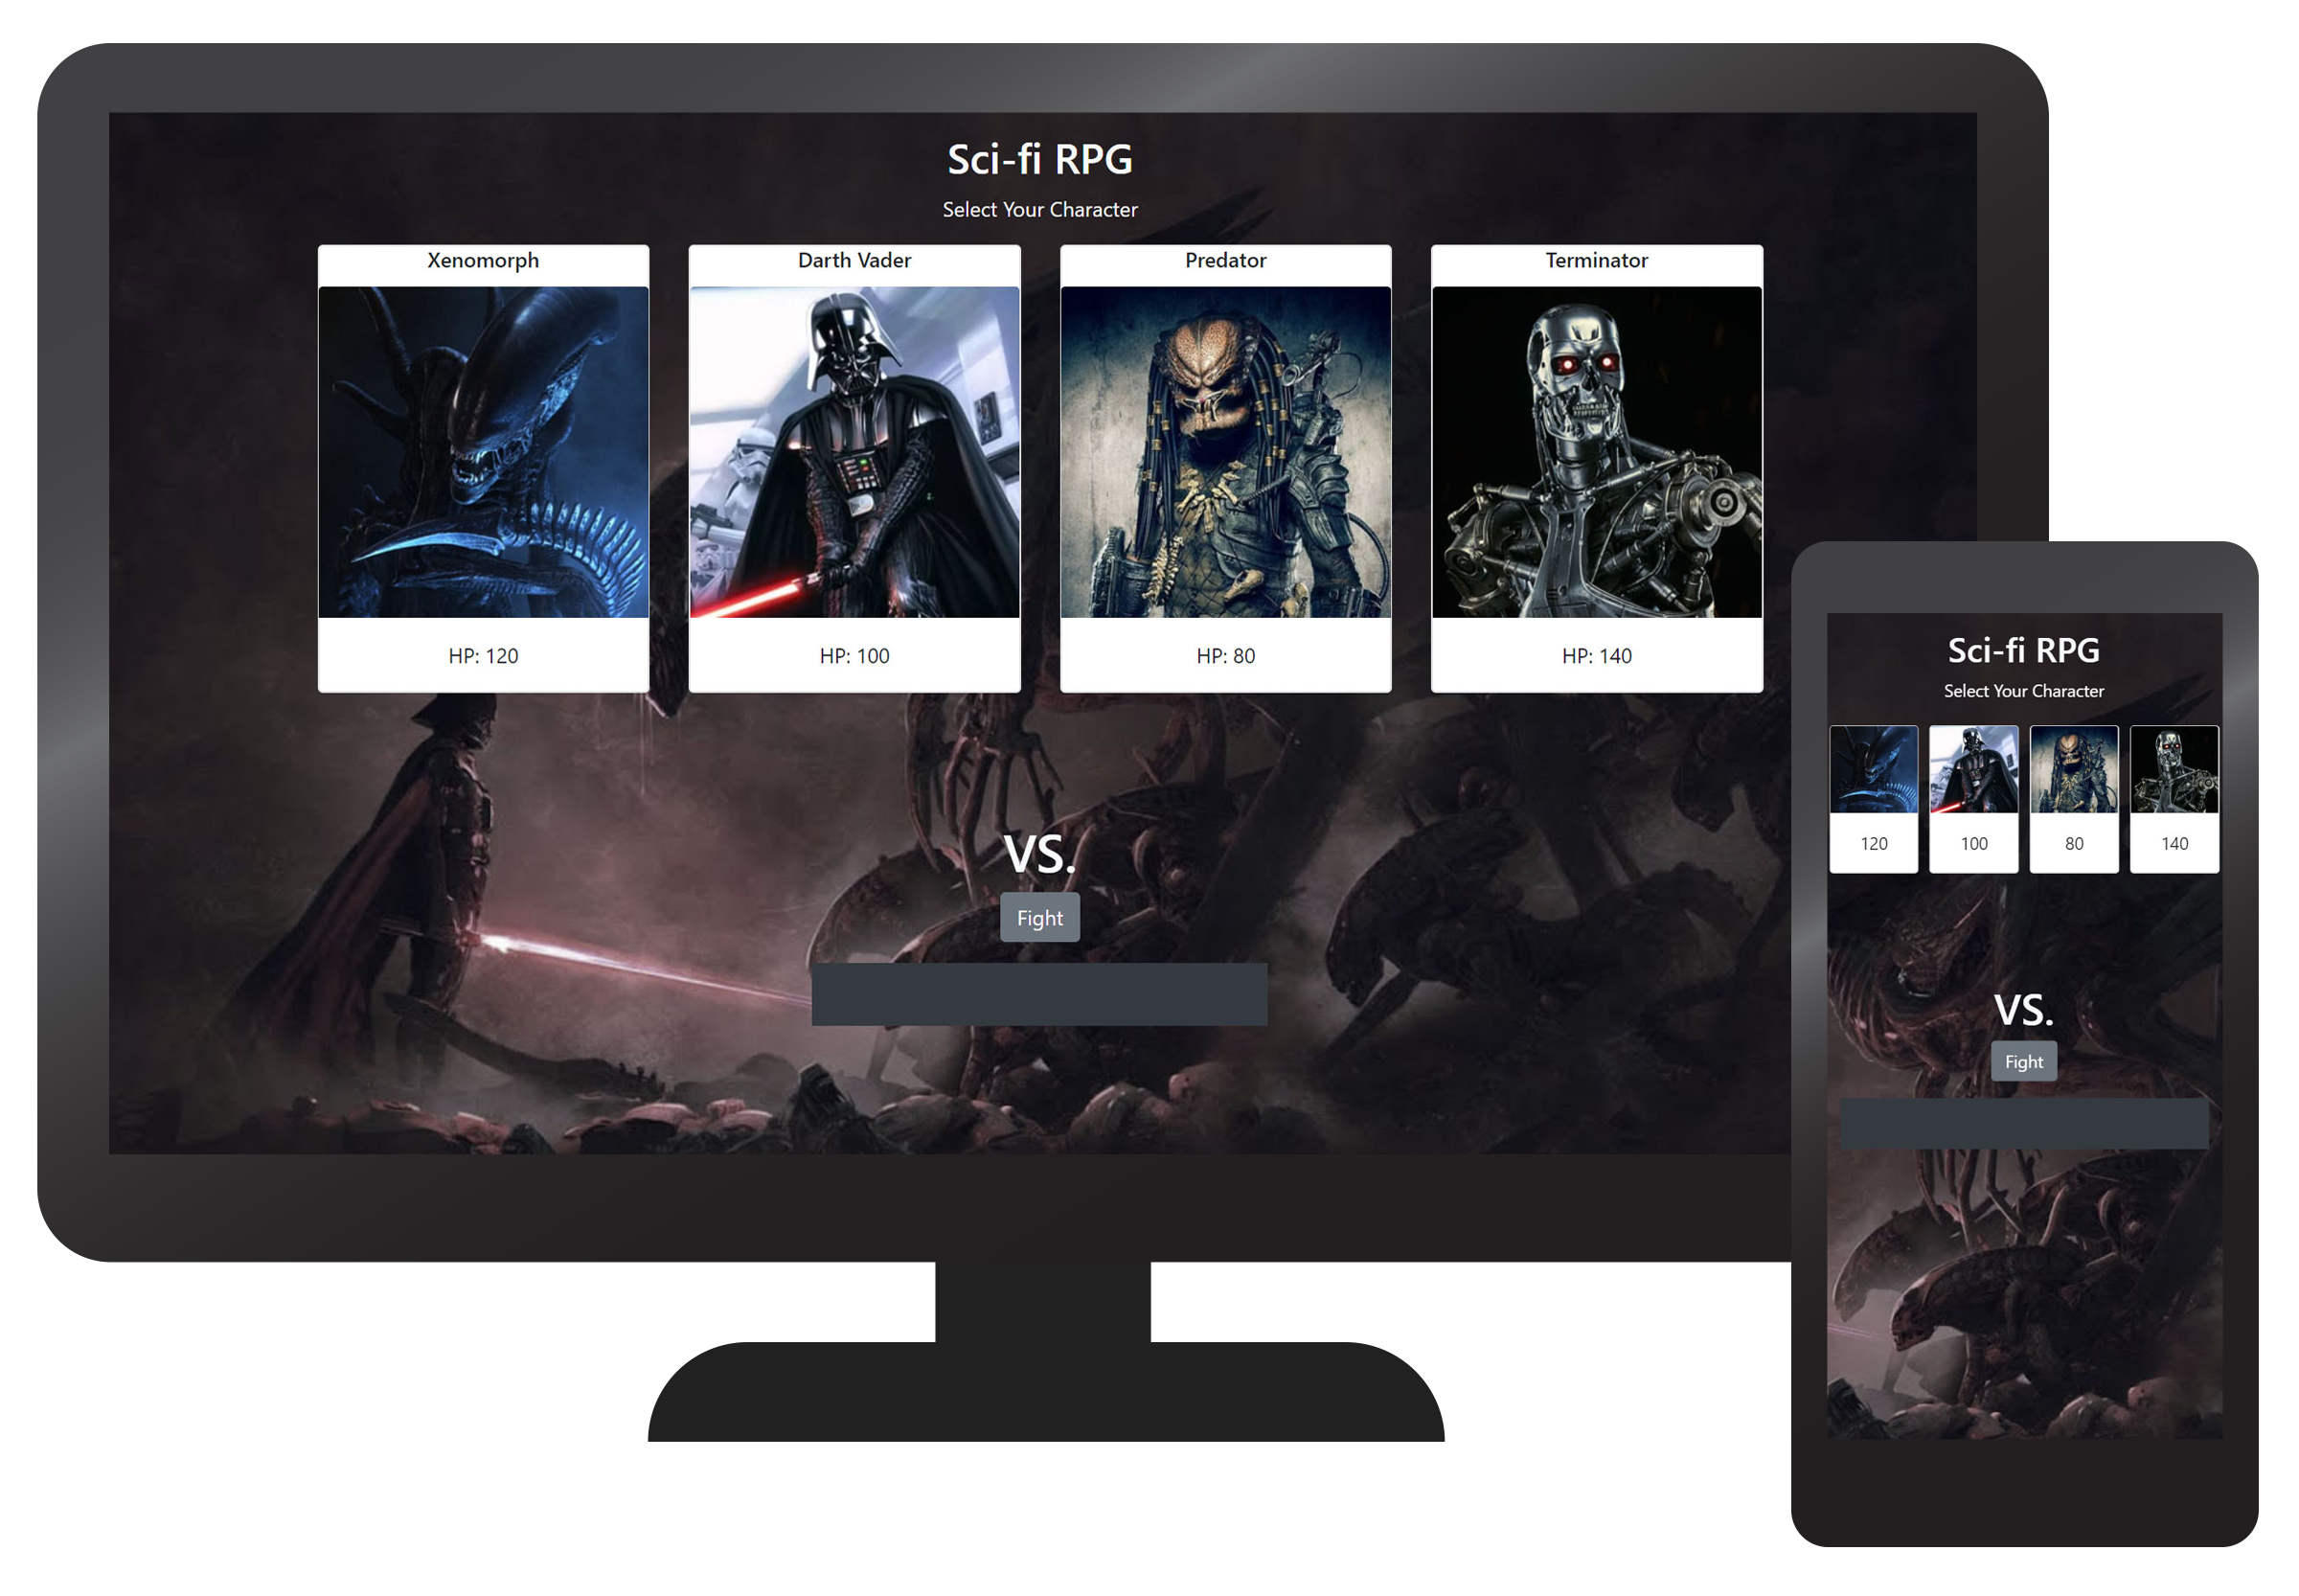 Sci-fi RPG
Select Your Character
Xenomorph
Darth Vader
Predator
Terminator
HP: 120
HP: 100
HP: 80
HP: 140
VS.
Fight
Sci-fi RPG
Select Your Character
120
100
80
140
VS.
Fight